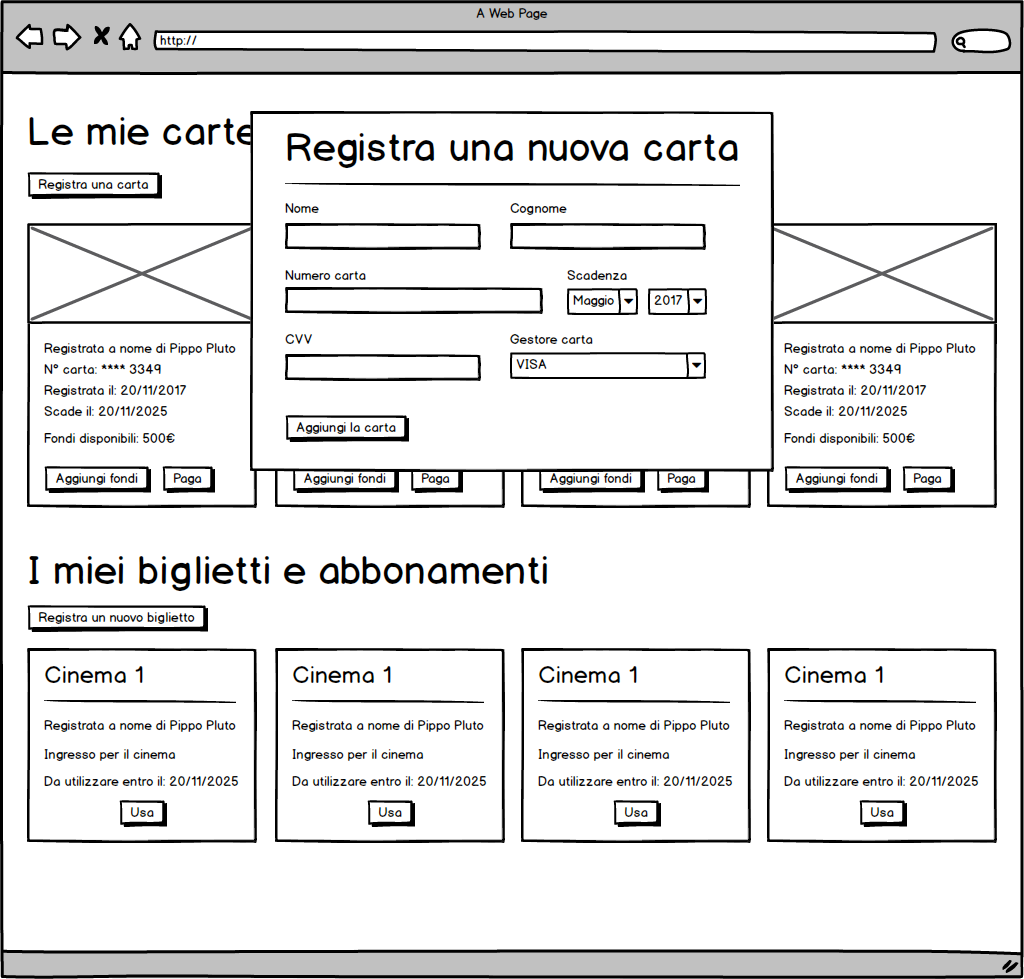 A Web Page
http://
Le mie carte
Registra una carta
Registra una nuova carta
Nome Cognome
Numero carta Scadenza
Maggio 2017
CVV Gestore carta
VISA
Aggiungi la carta
Registrata a nome di Pippo Pluto
N° carta: **** 3349
Registrata il: 20/11/2017
Scade il: 20/11/2025
Fondi disponibili: 500€
Aggiungi fondi Paga
Aggiungi fondi Paga
Aggiungi fondi Paga
Registrata a nome di Pippo Pluto
N° carta: **** 3349
Registrata il: 20/11/2017
Scade il: 20/11/2025
Fondi disponibili: 500€
Aggiungi fondi Paga
I miei biglietti e abbonamenti
Registra un nuovo biglietto
Cinema 1
Registrata a nome di Pippo Pluto
Ingresso per il cinema
Da utilizzare entro il: 20/11/2025
Usa
Cinema 1
Registrata a nome di Pippo Pluto
Ingresso per il cinema
Da utilizzare entro il: 20/11/2025
Usa
Cinema 1
Registrata a nome di Pippo Pluto
Ingresso per il cinema
Da utilizzare entro il: 20/11/2025
Usa
Cinema 1
Registrata a nome di Pippo Pluto
Ingresso per il cinema
Da utilizzare entro il: 20/11/2025
Usa